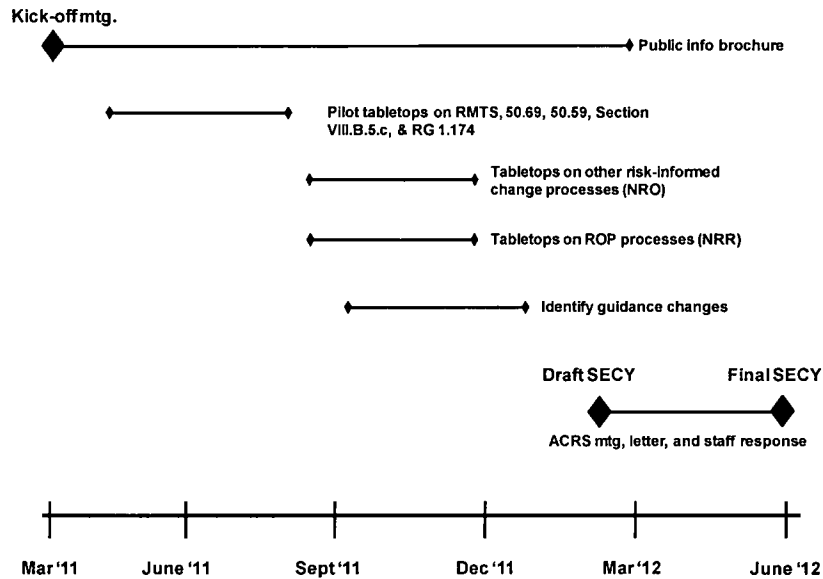 Kick-off mtg.
Public info brochure
Pilot tabletops on RMTS, 50.69, 50.59, Section
VIII.B.5.c, & RG 1.174
Tabletops on other risk-informed
change processes (NRO)
Tabletops on ROP processes (NRR)
Identify guidance changes
Draft SECY
Final SECY
ACRS mtg, letter, and staff response
Mar '11
June '11
Sept '11
Dec '11
Mar '12
June '12